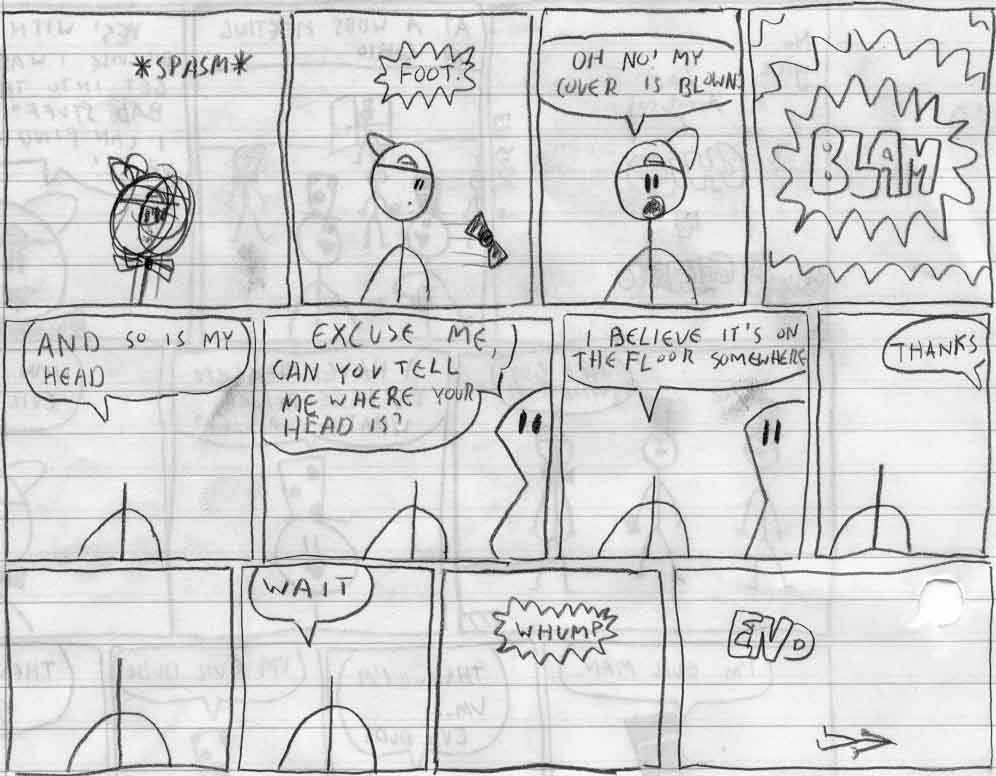 *SPASM*
FOOT.
OH NO! MY
COVER IS BLOWN!
BLAM
AND SO IS MY
HEAD
EXCUSE ME,
CAN YOU TELL
ME WHERE YOUR
HEAD IS?
I BELIEVE IT'S ON
THE FLOOR SOMEWHERE
THANKS
WAIT
WHUMP
END